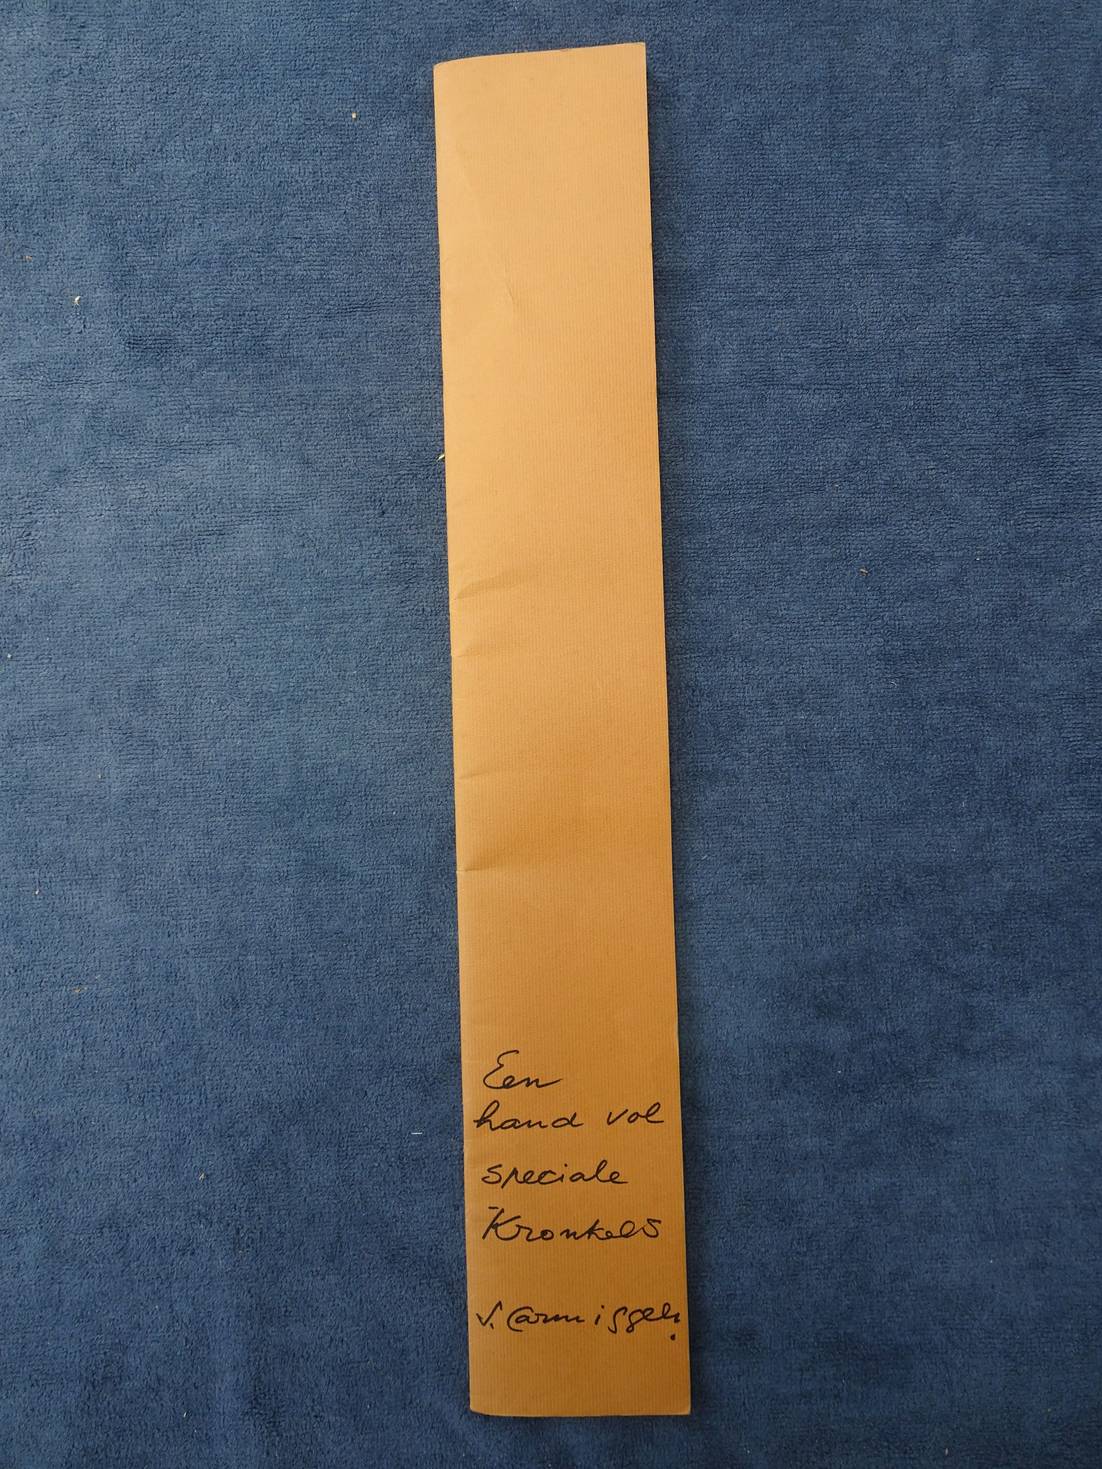 Een
hand vol
speciale
Kronkels
S. Carmiggelt.